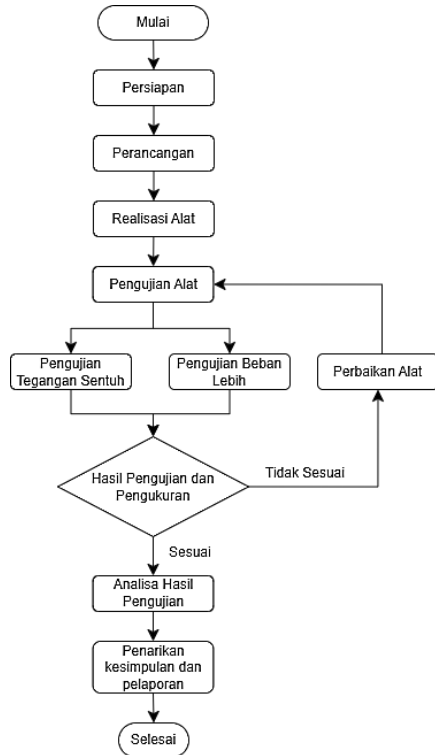 Mulai
Persiapan
Perancangan
Realisasi Alat
Pengujian Alat
Pengujian
Tegangan Sentuh
Pengujian Beban
Lebih
Perbaikan Alat
Hasil Pengujian dan
Pengukuran
Tidak Sesuai
Sesuai
Analisa Hasil
Pengujian
Penarikan
kesimpulan dan
pelaporan
Selesai